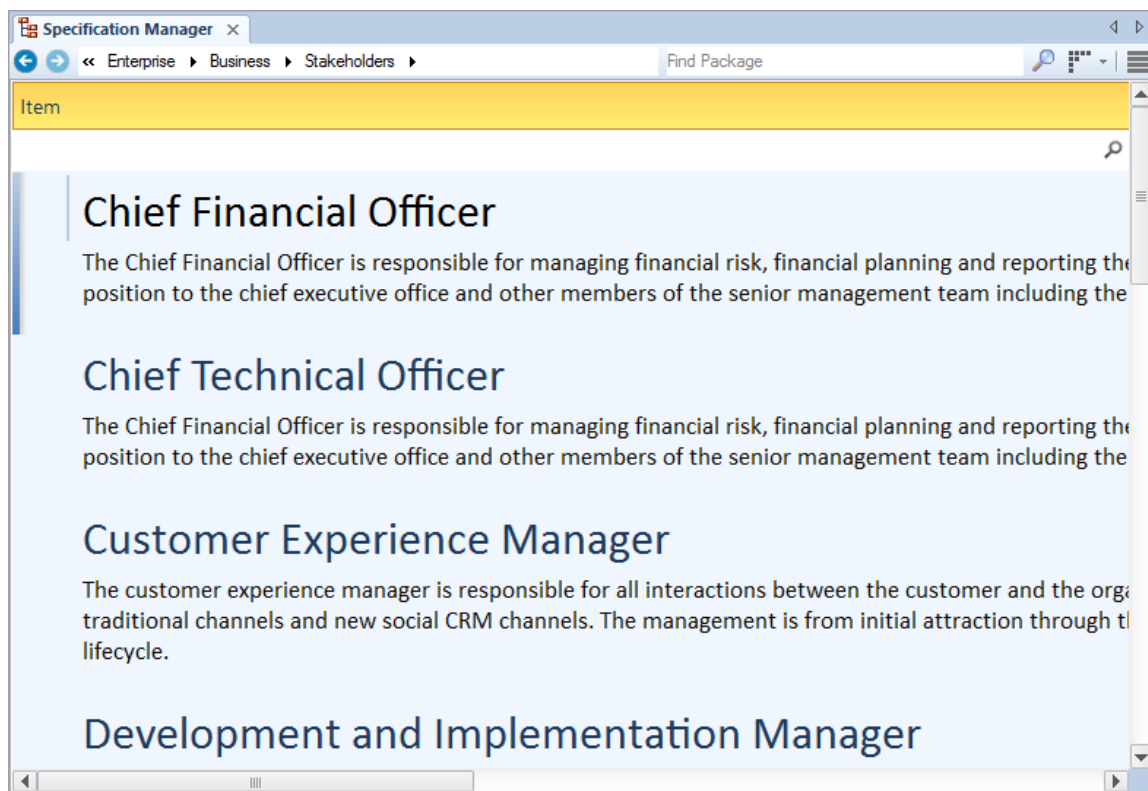 Specification Manager
« Enterprise Business Stakeholders Find Package
Item
Chief Financial Officer
The Chief Financial Officer is responsible for managing financial risk, financial planning and reporting the
position to the chief executive office and other members of the senior management team including the
Chief Technical Officer
The Chief Financial Officer is responsible for managing financial risk, financial planning and reporting the
position to the chief executive office and other members of the senior management team including the
Customer Experience Manager
The customer experience manager is responsible for all interactions between the customer and the
traditional channels and new social CRM channels. The management is from initial attraction through
lifecycle.
Development and Implementation Manager